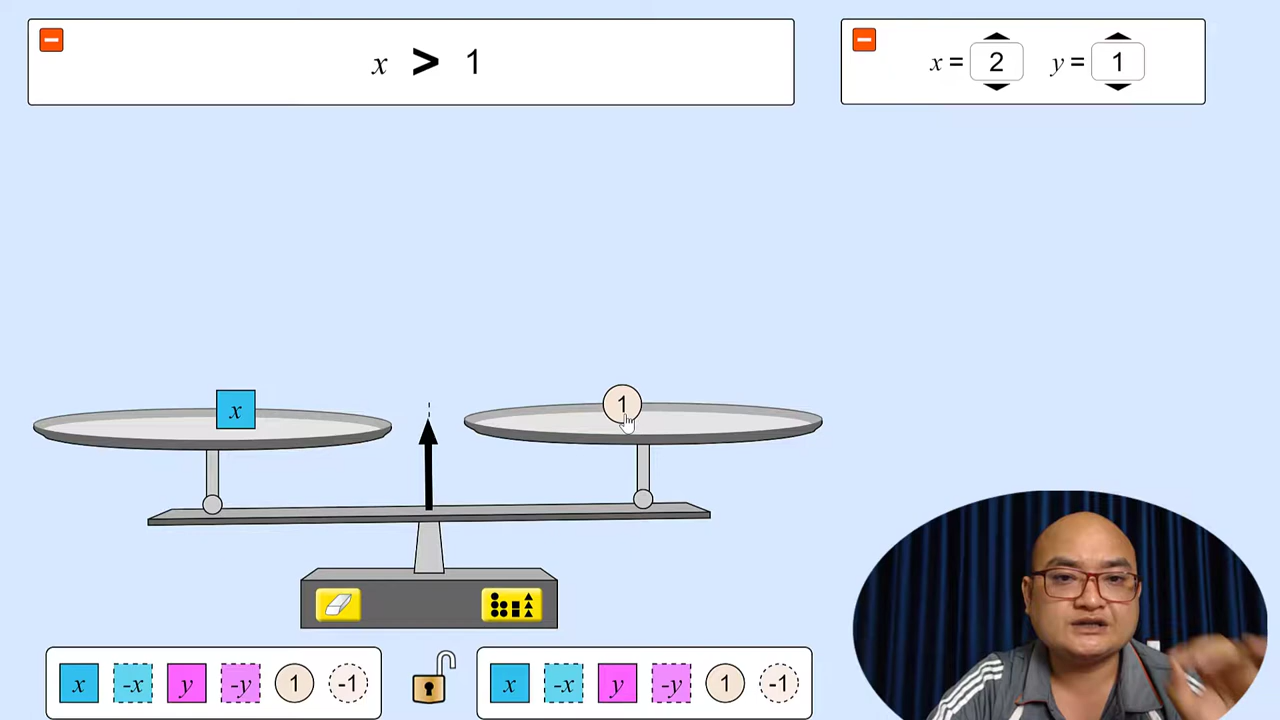 x > 1
x = 2 y = 1
x
1
x -x y -y 1 -1
x -x y -y 1 -1